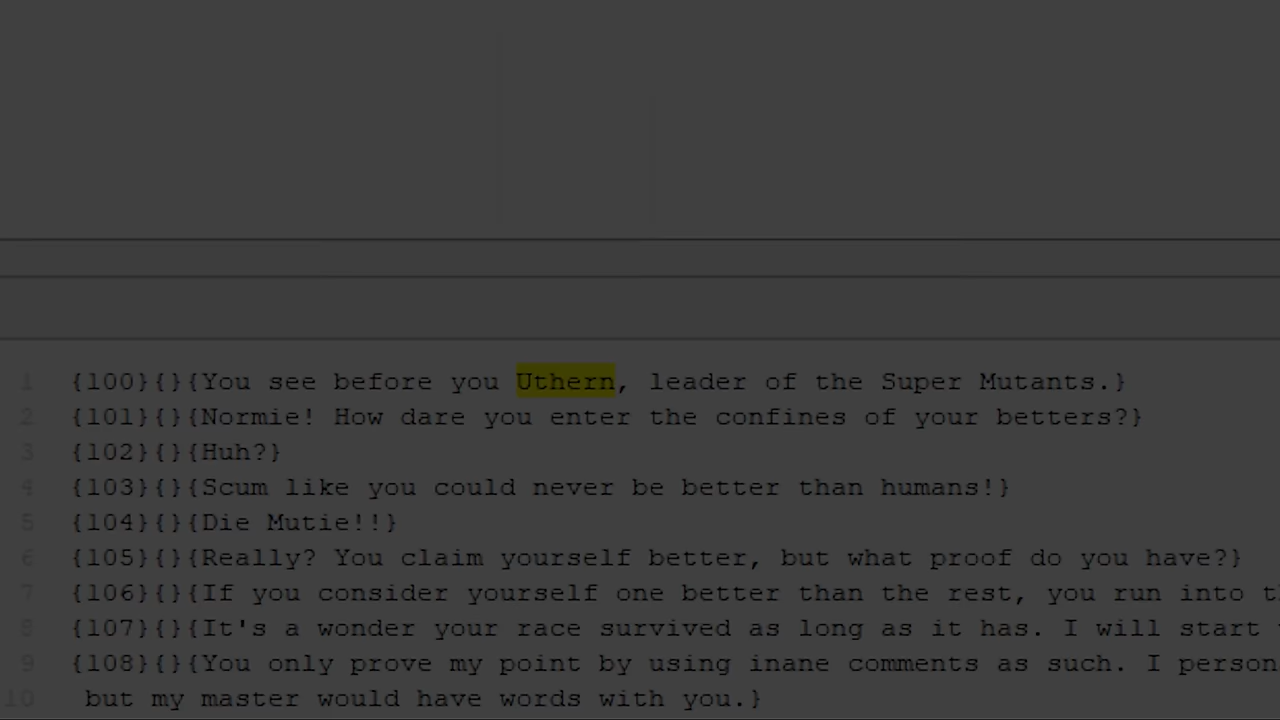 1 {100}{}{You see before you Uthern, leader of the Super Mutants.}
2 {101}{}{Normie! How dare you enter the confines of your betters?}
3 {102}{}{Huh?}
4 {103}{}{Scum like you could never be better than humans!}
5 {104}{}{Die Mutie!!}
6 {105}{}{Really? You claim yourself better, but what proof do you have?}
7 {106}{}{If you consider yourself one better than the rest, you run into t
8 {107}{}{It's a wonder your race survived as long as it has. I will start
9 {108}{}{You only prove my point by using inane comments as such. I person
10 but my master would have words with you.}